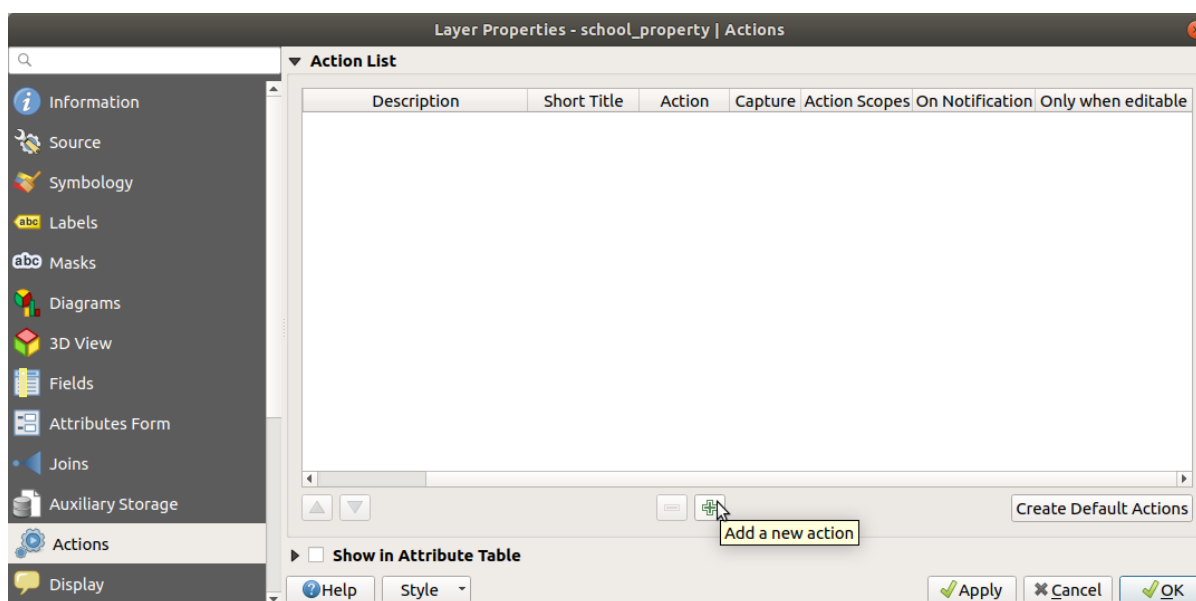 Layer Properties - school_property | Actions
Information
Source
Symbology
abc Labels
abc Masks
Diagrams
3D View
Fields
Attributes Form
Joins
Auxiliary Storage
Actions
Display
Action List
Description Short Title Action Capture Action Scopes On Notification Only when editable
Create Default Actions
Add a new action
Show in Attribute Table
Help Style Apply Cancel OK